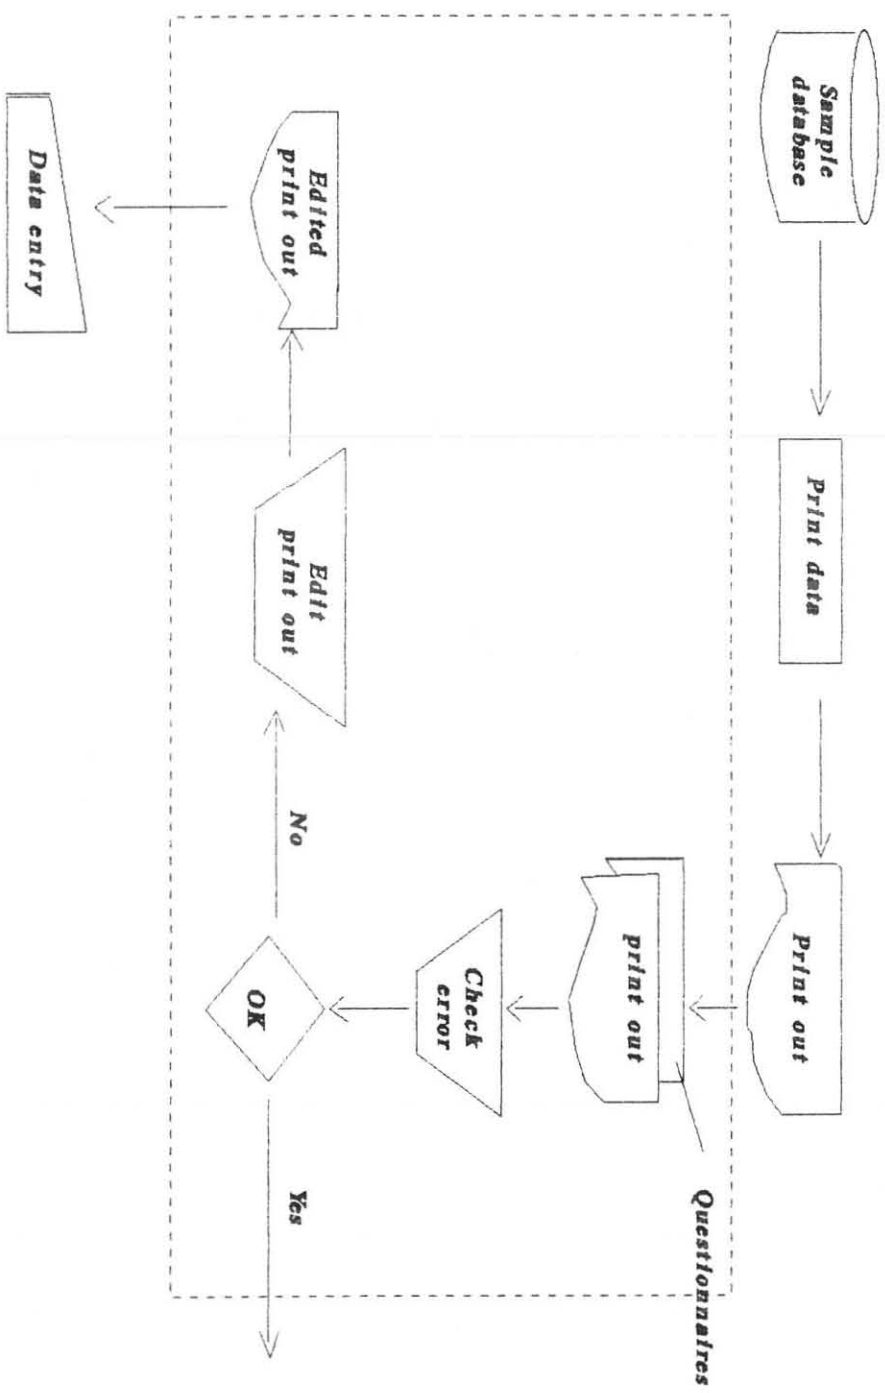 Sample
database
Print data
Print out
Questionnaires
print out
Check
error
OK
Yes
No
Edit
print out
Edited
print out
Data entry